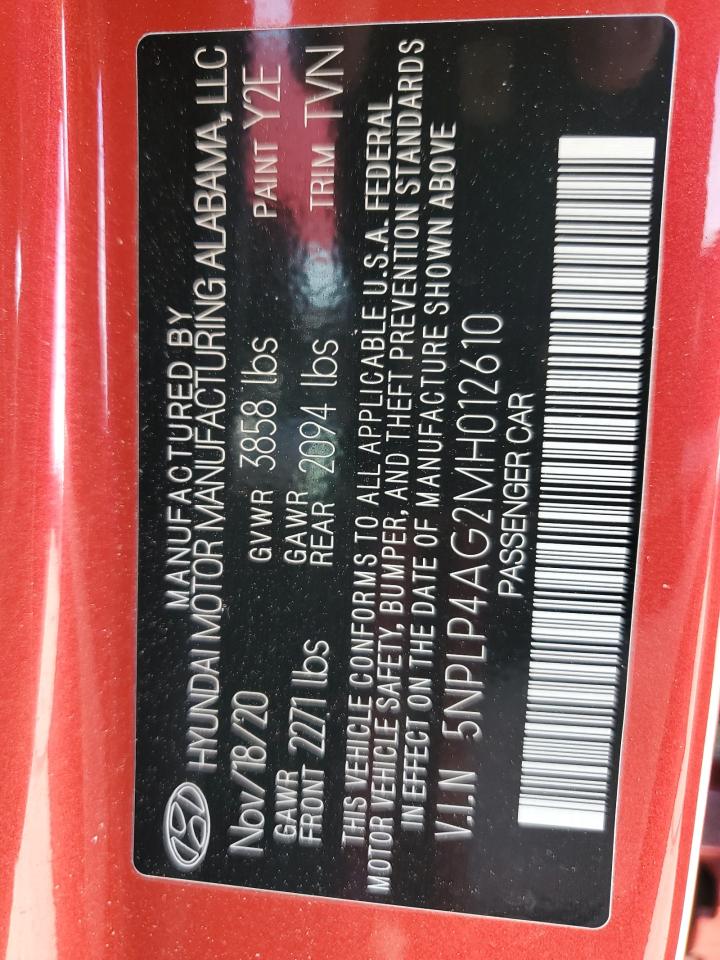 MANUFACTURED BY
HYUNDAI MOTOR MANUFACTURING ALABAMA, LLC
Nov/18/20 GVWR 3858 lbs PAINT Y2E
GAWR FRONT 2271 lbs GAWR REAR 2094 lbs TRIM TVN
THIS VEHICLE CONFORMS TO ALL APPLICABLE U.S.A. FEDERAL
MOTOR VEHICLE SAFETY, BUMPER, AND THEFT PREVENTION STANDARDS
IN EFFECT ON THE DATE OF MANUFACTURE SHOWN ABOVE
V.I.N 5NPLP4AG2MH012610
PASSENGER CAR